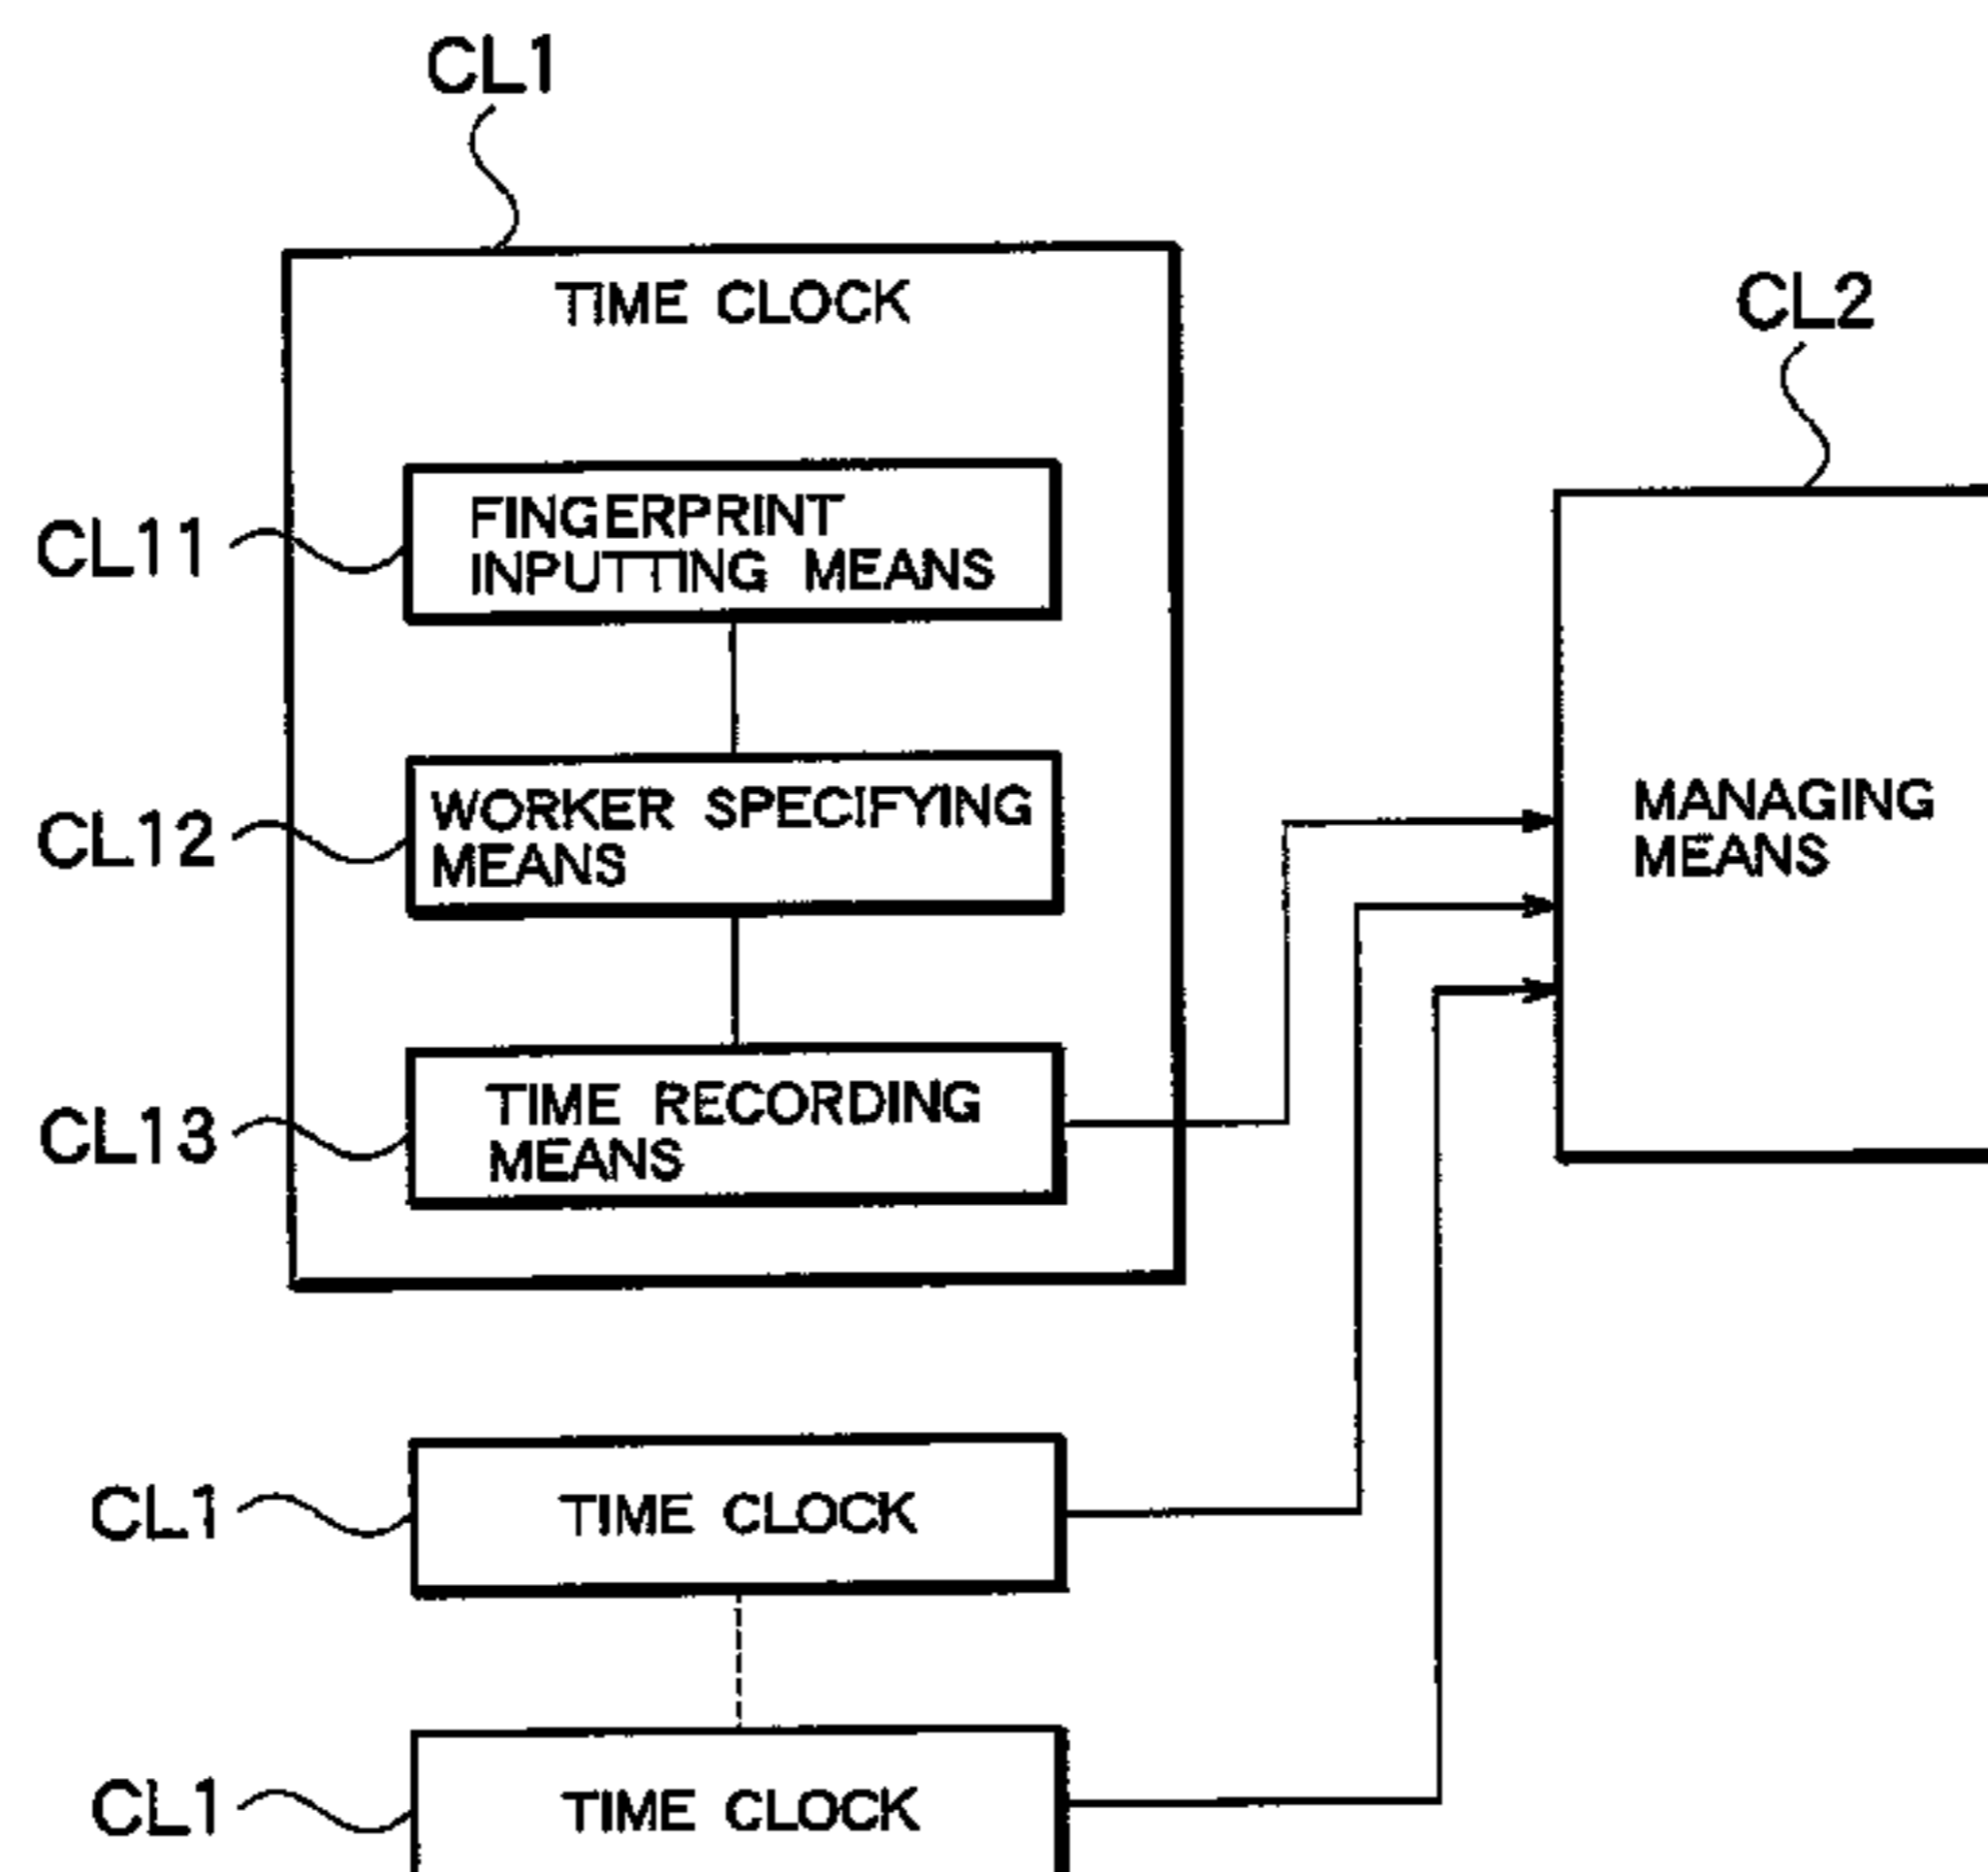 CL1
TIME CLOCK
CL2
CL11
FINGERPRINT
INPUTTING MEANS
CL12
WORKER SPECIFYING
MEANS
MANAGING
MEANS
CL13
TIME RECORDING
MEANS
CL1
TIME CLOCK
CL1
TIME CLOCK